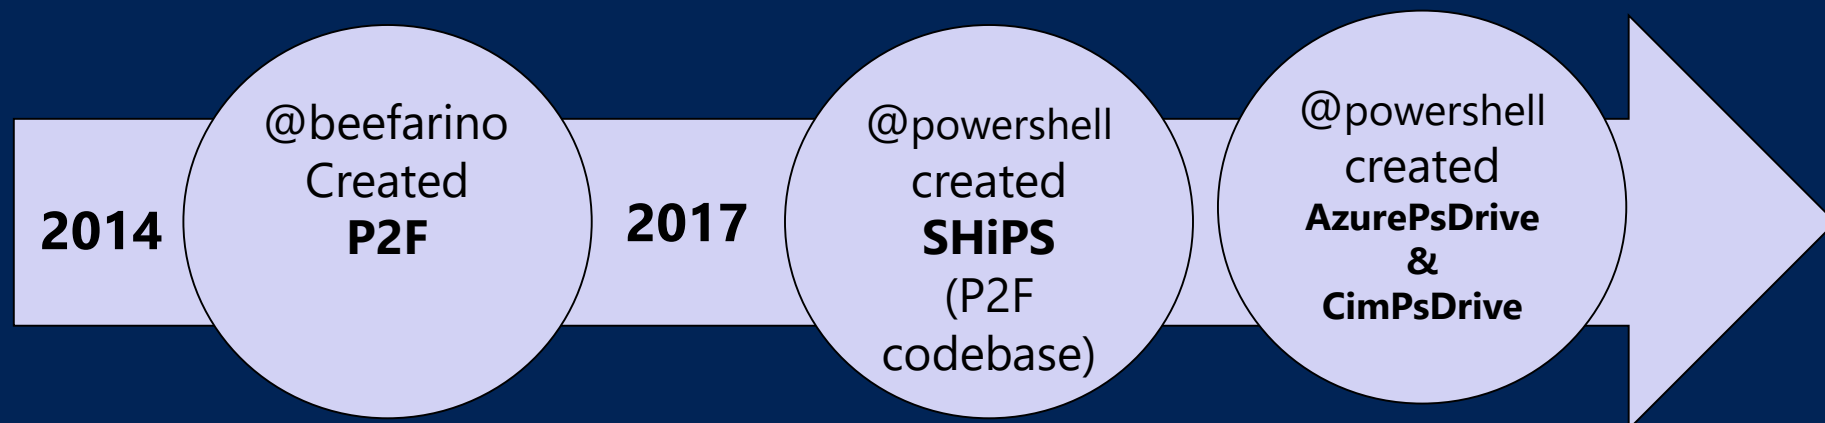 2014
@beefarino
Created
P2F
2017
@powershell
created
SHiPS
(P2F
codebase)
@powershell
created
AzurePsDrive
&
CimPsDrive